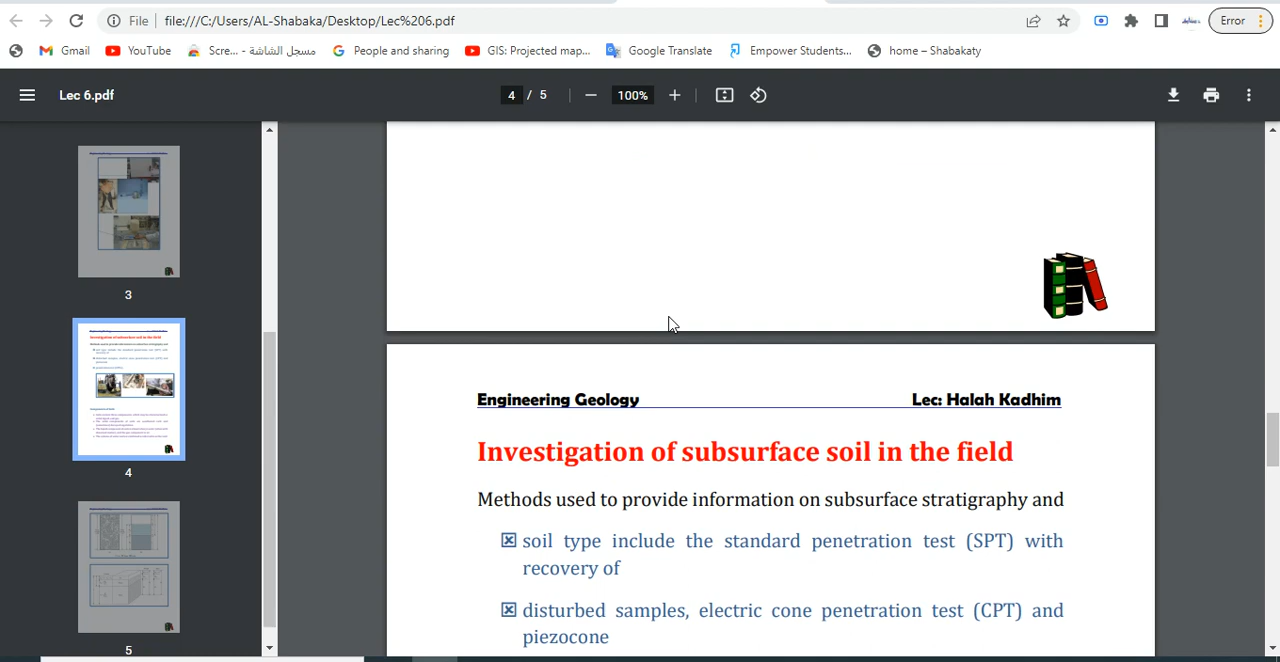 File
file:///C:/Users/AL-Shabaka/Desktop/Lec%206.pdf
Error
Gmail
YouTube
Scre... - مسجل الشاشة
People and sharing
GIS: Projected map...
Google Translate
Empower Students...
home – Shabakaty
Lec 6.pdf
4 / 5
100%
3
4
5
Engineering Geology Lec: Halah Kadhim
Investigation of subsurface soil in the field
Methods used to provide information on subsurface stratigraphy and
soil type include the standard penetration test (SPT) with
recovery of
disturbed samples, electric cone penetration test (CPT) and
piezocone